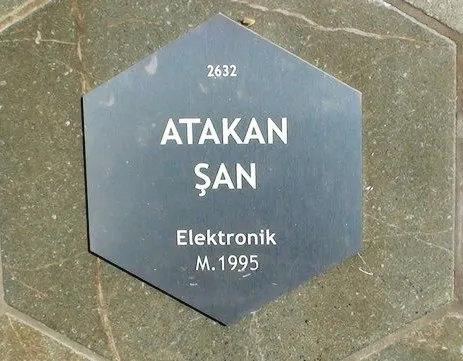 2632
ATAKAN
ŞAN
Elektronik
M.1995